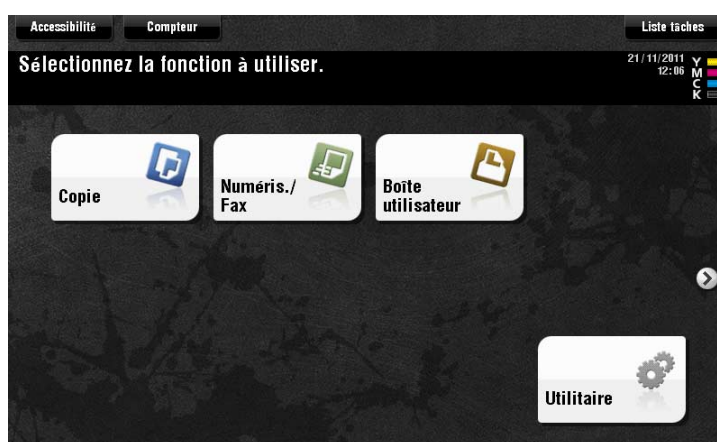 Accessibilité
Compteur
Liste tâches
Sélectionnez la fonction à utiliser.
21/11/2011
12:06
Y
M
C
K
Copie
Numéris./
Fax
Boîte
utilisateur
Utilitaire